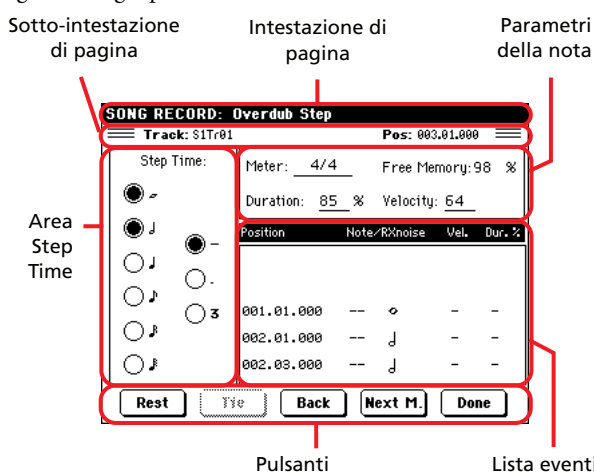 Sotto-intestazione
di pagina
Intestazione di
pagina
Parametri
della nota
SONG RECORD: Overdub Step
Track: S1Tr01 Pos: 003.01.000
Step Time:
Meter: 4/4 Free Memory:98 %
Duration: 85 % Velocity: 64
Area
Step
Time
Position Note/RXnoise Vel. Dur.%
3
001.01.000 -- - -
002.01.000 -- - -
002.03.000 -- - -
Rest Tie Back Next M. Done
Pulsanti
Lista eventi